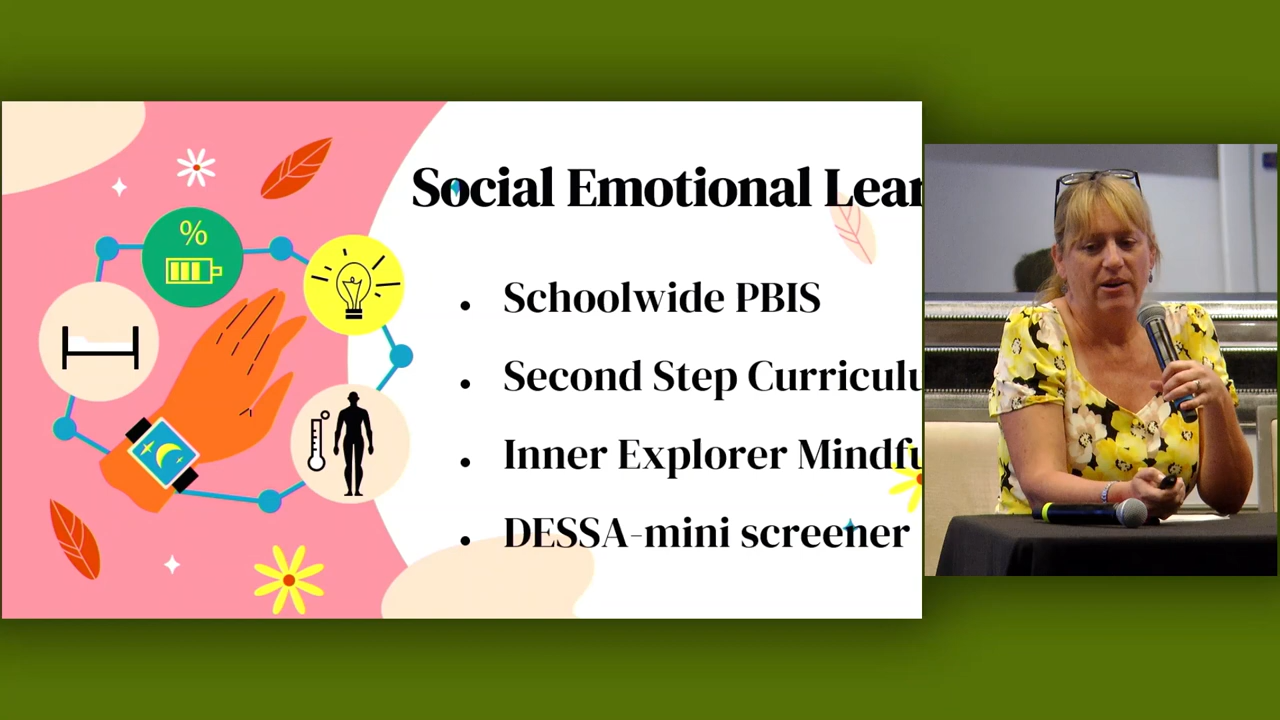 Social Emotional Lear
%
• Schoolwide PBIS
• Second Step Curriculu
• Inner Explorer Mindfu
• DESSA-mini screener